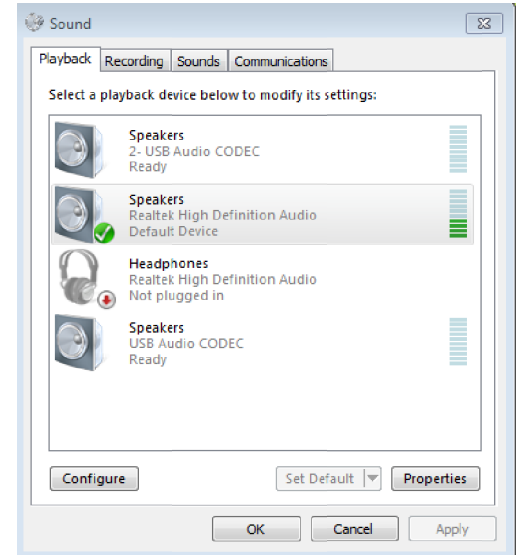 Sound
Playback Recording Sounds Communications
Select a playback device below to modify its settings:
Speakers
2- USB Audio CODEC
Ready
Speakers
Realtek High Definition Audio
Default Device
Headphones
Realtek High Definition Audio
Not plugged in
Speakers
USB Audio CODEC
Ready
Configure Set Default Properties
OK Cancel Apply